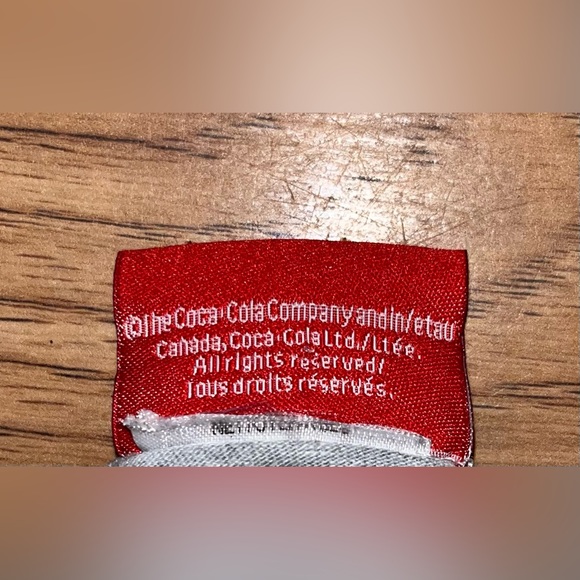 ©The Coca-Cola Company and in/et au
Canada, Coca-Cola Ltd./Ltée.
All rights reserved/
Tous droits réservés.